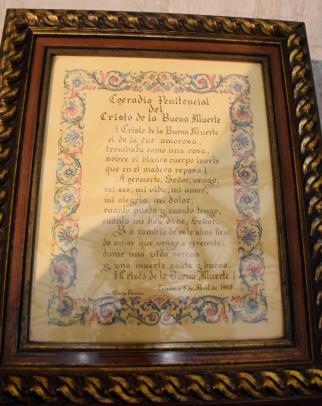 Cofradía Penitencial
del
Cristo de la Buena Muerte
¡Cristo de la Buena Muerte
el de la faz amorosa,
tronchada como una rosa,
sobre el blanco cuerpo inerte
que en el madero reposa!
A ofrecerte, Señor, vengo
mi ser, mi vida, mi amor,
mi alegría, mi dolor,
cuanto puedo y cuanto tengo,
cuanto me has dado, Señor.
Y a cambio de este alma llena
de amor que vengo a ofrecerte,
dame una vida serena
y una muerte santa y buena,
¡Cristo de la Buena Muerte!
de Abril de